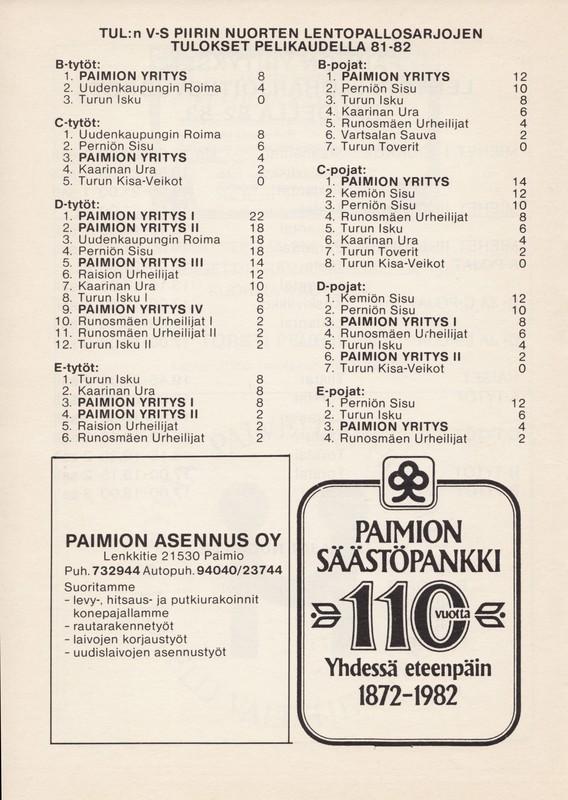 TUL:n V-S PIIRIN NUORTEN LENTOPALLOSARJOJEN
TULOKSET PELIKAUDELLA 81-82
B-tytöt:
1. PAIMION YRITYS 8
2. Uudenkaupungin Roima 4
3. Turun Isku 0
C-tytöt:
1. Uudenkaupungin Roima 8
2. Perniön Sisu 6
3. PAIMION YRITYS 4
4. Kaarinan Ura 2
5. Turun Kisa-Veikot 0
D-tytöt:
1. PAIMION YRITYS I 22
2. PAIMION YRITYS II 18
3. Uudenkaupungin Roima 18
4. Perniön Sisu 18
5. PAIMION YRITYS III 14
6. Raision Urheilijat 12
7. Kaarinan Ura 10
8. Turun Isku I 8
9. PAIMION YRITYS IV 6
10. Runosmäen Urheilijat I 2
11. Runosmäen Urheilijat II 2
12. Turun Isku II 2
E-tytöt:
1. Turun Isku 8
2. Kaarinan Ura 8
3. PAIMION YRITYS I 8
4. PAIMION YRITYS II 2
5. Raision Urheilijat 2
6. Runosmäen Urheilijat 2
B-pojat:
1. PAIMION YRITYS 12
2. Perniön Sisu 10
3. Turun Isku 8
4. Kaarinan Ura 6
5. Runosmäen Urheilijat 4
6. Vartsalan Sauva 2
7. Turun Toverit 0
C-pojat:
1. PAIMION YRITYS 14
2. Kemiön Sisu 12
3. Perniön Sisu 10
4. Runosmäen Urheilijat 8
5. Turun Isku 6
6. Kaarinan Ura 4
7. Turun Toverit 2
8. Turun Kisa-Veikot 0
D-pojat:
1. Kemiön Sisu 12
2. Perniön Sisu 10
3. PAIMION YRITYS I 8
4. Runosmäen Urheilijat 6
5. Turun Isku 4
6. PAIMION YRITYS II 2
7. Turun Kisa-Veikot 0
E-pojat:
1. Perniön Sisu 12
2. Turun Isku 6
3. PAIMION YRITYS 4
4. Runosmäen Urheilijat 2
PAIMION ASENNUS OY
Lenkkitie 21530 Paimio
Puh. 732944 Autopuh. 94040/23744
Suoritamme
- levy-, hitsaus- ja putkiurakoinnit
konepajallamme
- rautarakennetyöt
- laivojen korjaustyöt
- uudislaivojen asennustyöt
PAIMION
SÄÄSTÖPANKKI
110 vuotta
Yhdessä eteenpäin
1872-1982